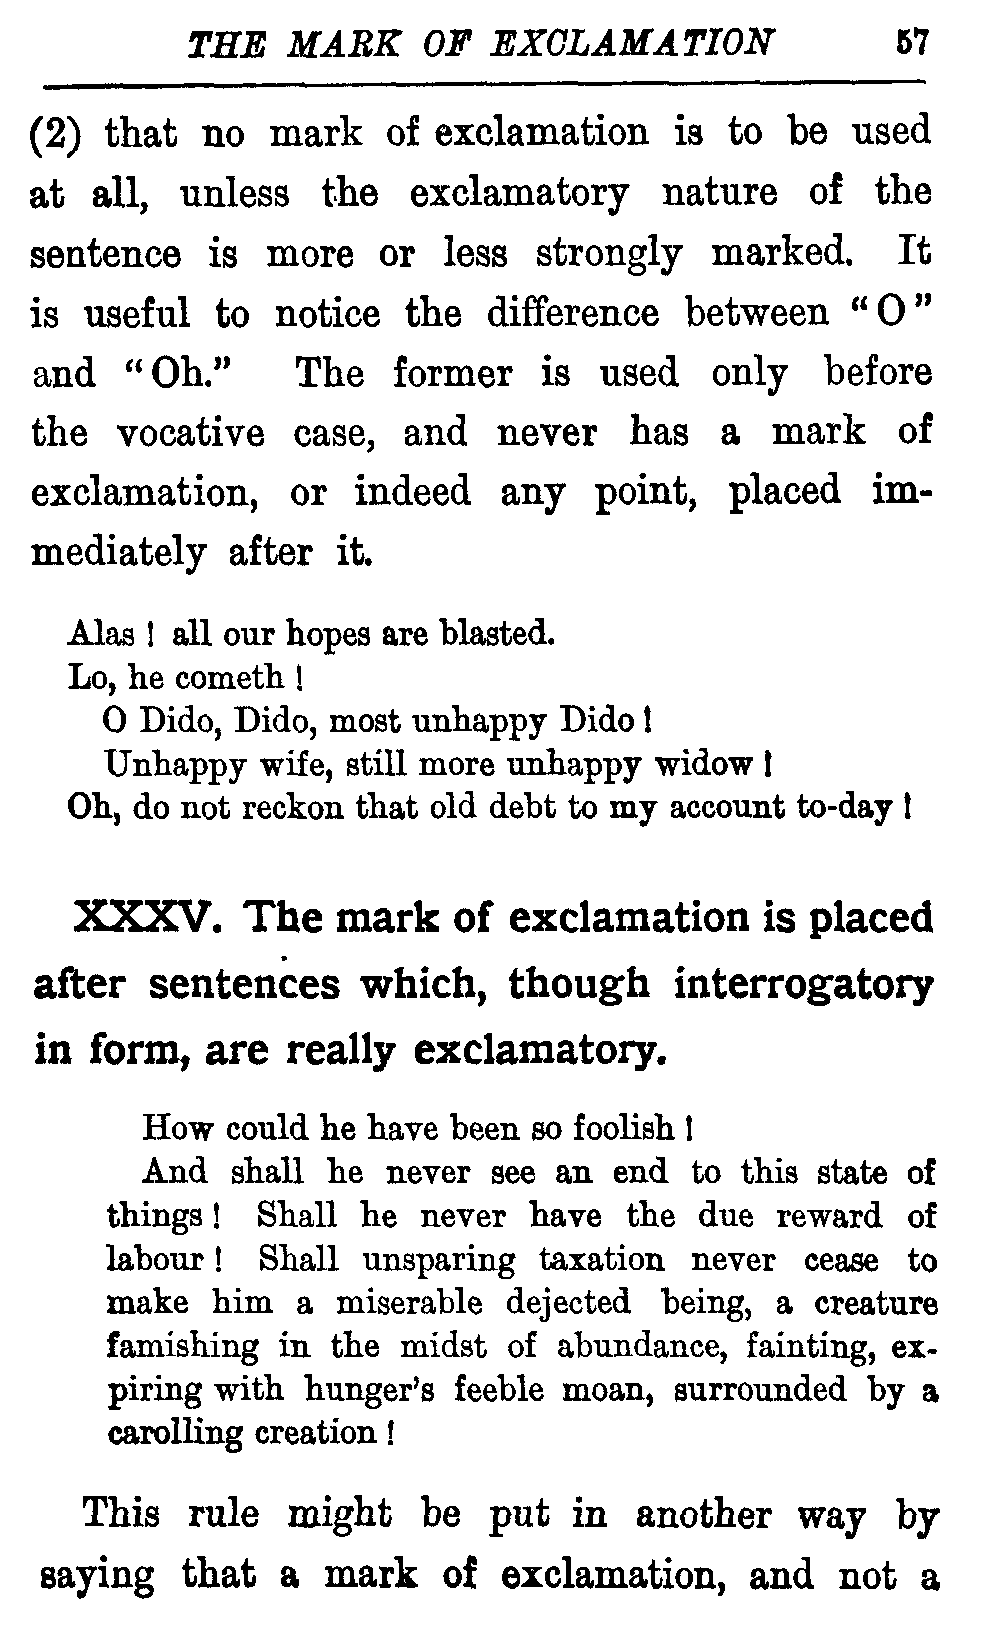 THE MARK OF EXCLAMATION 57
(2) that no mark of exclamation is to be used
at all, unless the exclamatory nature of the
sentence is more or less strongly marked. It
is useful to notice the difference between “O”
and “Oh.” The former is used only before
the vocative case, and never has a mark of
exclamation, or indeed any point, placed im-
mediately after it.
Alas ! all our hopes are blasted.
Lo, he cometh !
O Dido, Dido, most unhappy Dido !
Unhappy wife, still more unhappy widow !
Oh, do not reckon that old debt to my account to-day !
XXXV. The mark of exclamation is placed
after sentences which, though interrogatory
in form, are really exclamatory.
How could he have been so foolish !
And shall he never see an end to this state of
things ! Shall he never have the due reward of
labour ! Shall unsparing taxation never cease to
make him a miserable dejected being, a creature
famishing in the midst of abundance, fainting, ex-
piring with hunger’s feeble moan, surrounded by a
carolling creation !
This rule might be put in another way by
saying that a mark of exclamation, and not a